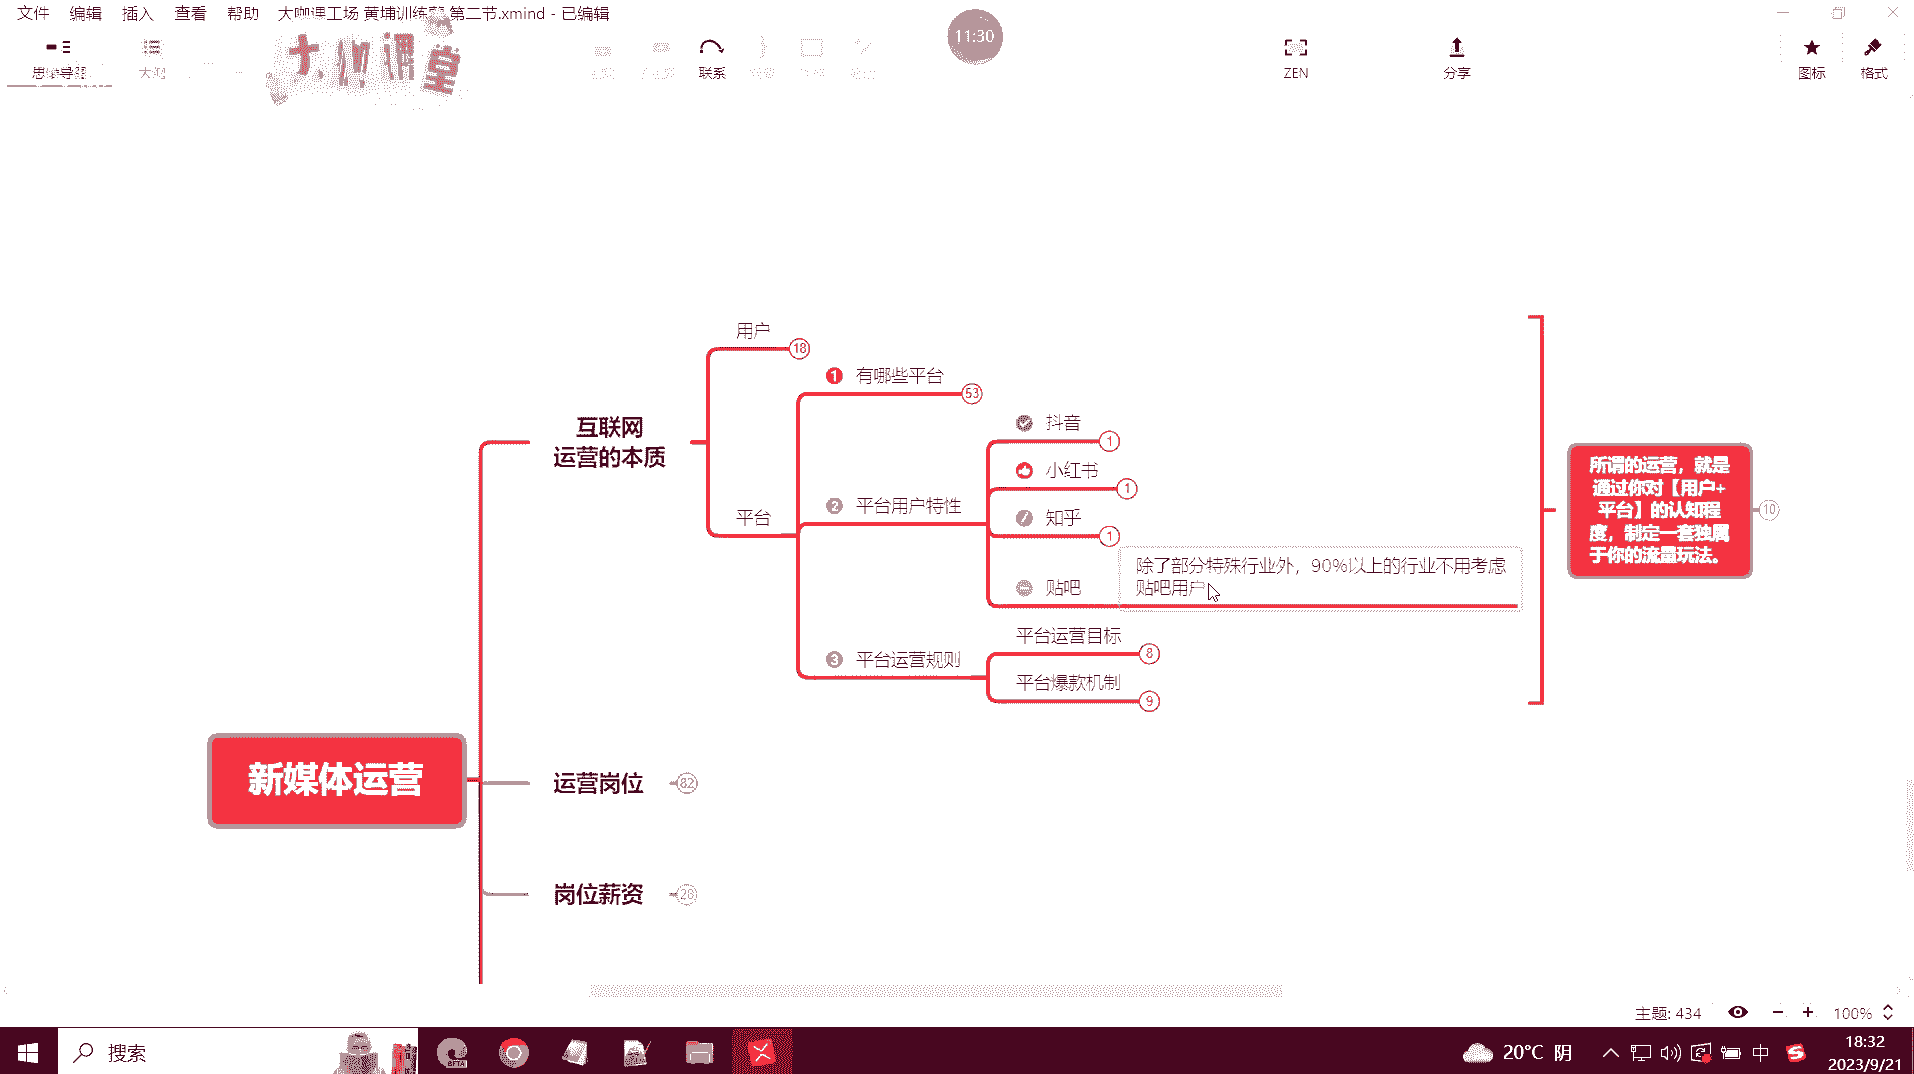 文件 编辑 插入 查看 帮助 大咖课工场 黄埔训练营 第二节.xmind - 已编辑
思维导图 大纲
大咖课堂
11:30
联系
ZEN
分享
图标
格式
用户
18
1 有哪些平台
53
互联网
运营的本质
抖音
1
小红书
1
2 平台用户特性
平台
知乎
1
除了部分特殊行业外，90%以上的行业不用考虑
贴吧用户
贴吧
平台运营目标
8
3 平台运营规则
平台爆款机制
9
所谓的运营，就是
通过你对【用户+
平台】的认知程
度，制定一套独属
于你的流量玩法。
10
新媒体运营
运营岗位
82
岗位薪资
28
主题: 434
100%
搜索
BETA
20°C 阴
中
18:32
2023/9/21